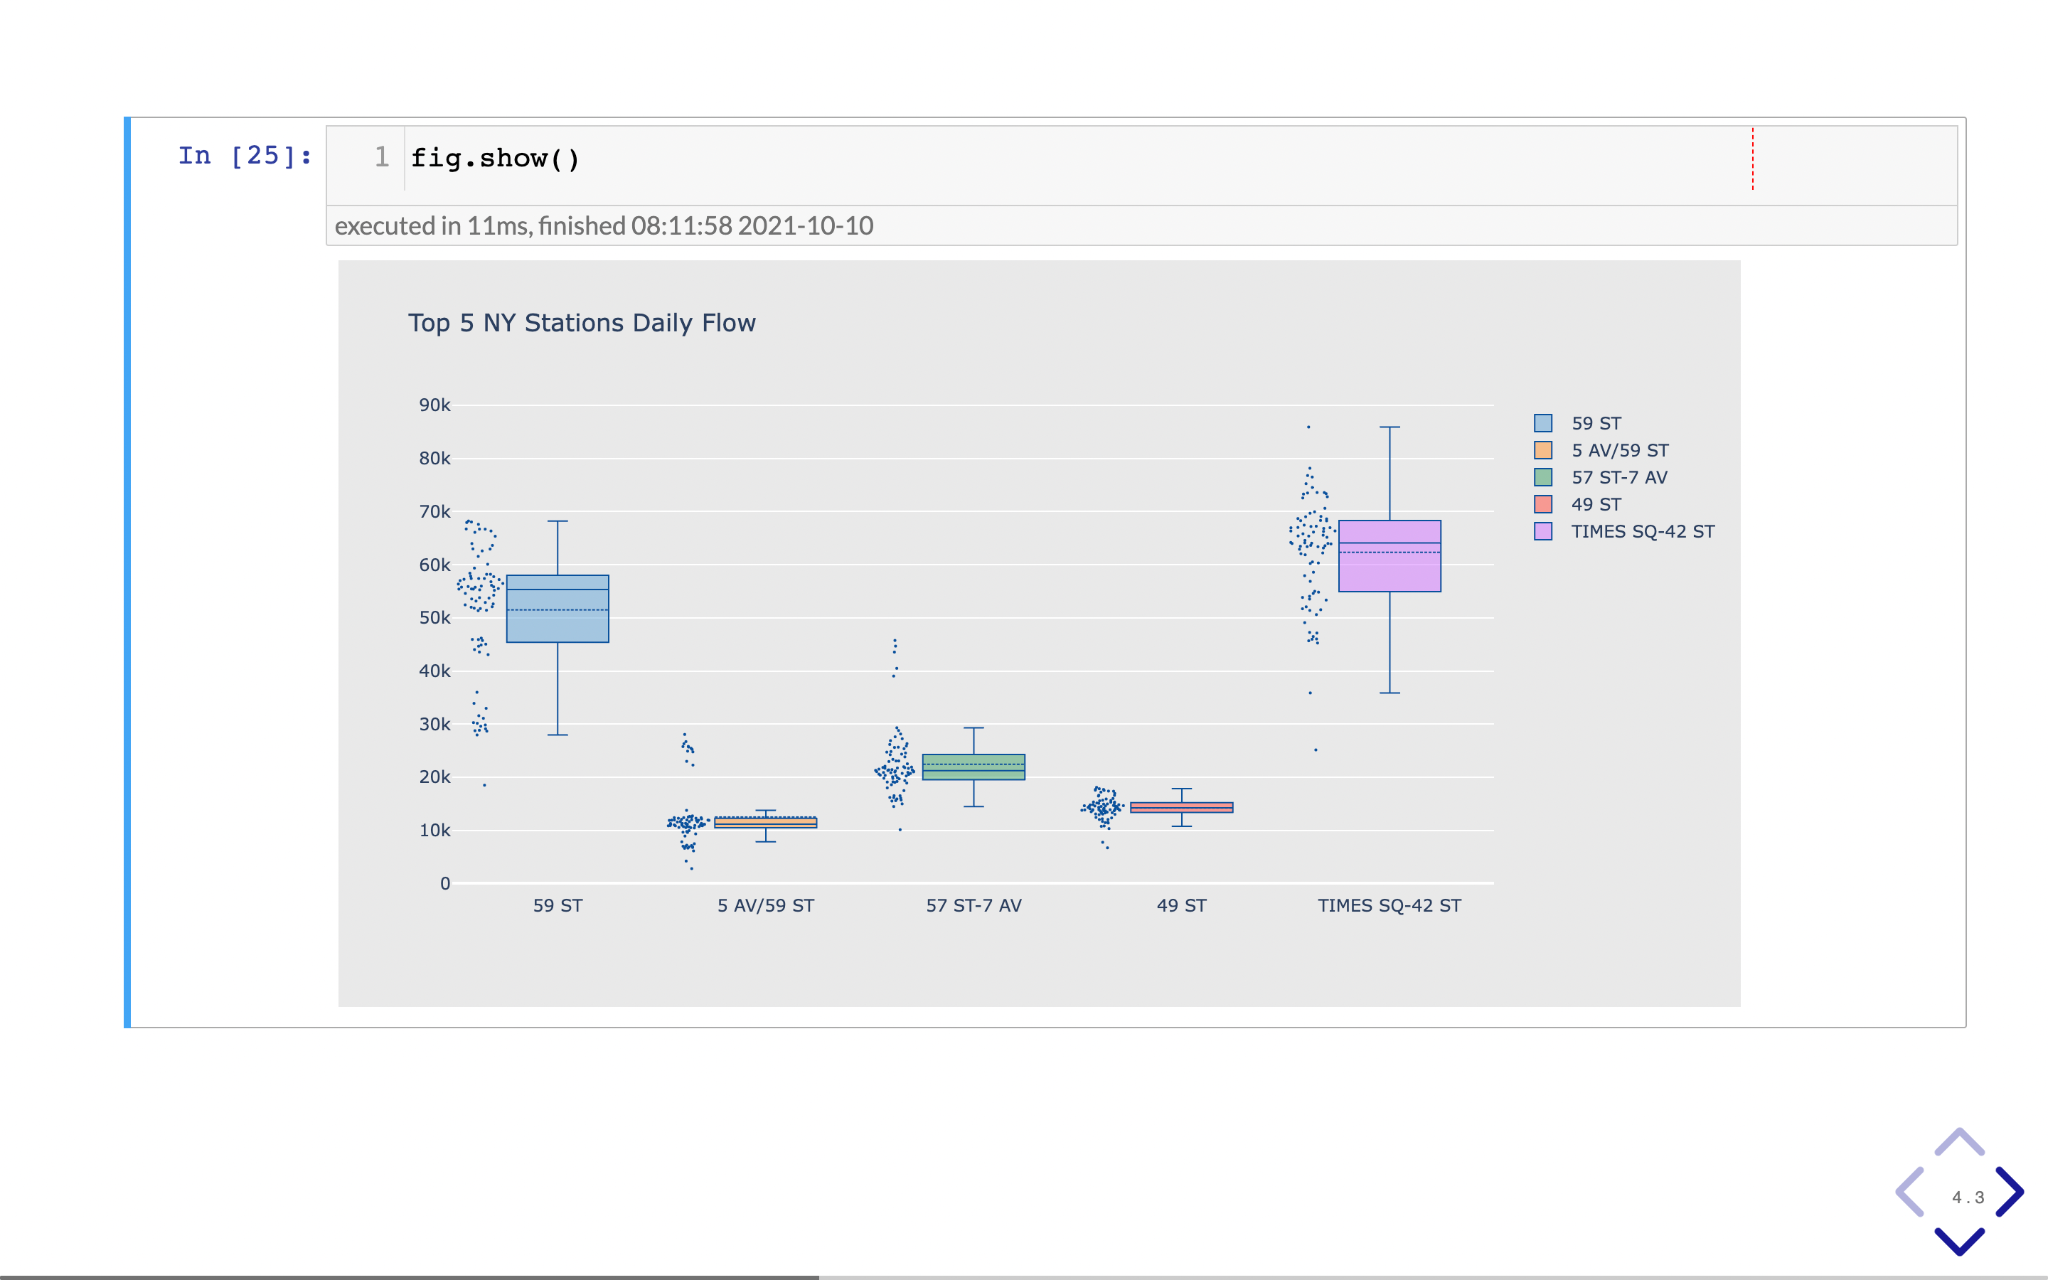 In [25]:
1 fig.show()
executed in 11ms, finished 08:11:58 2021-10-10
Top 5 NY Stations Daily Flow
90k
80k
70k
60k
50k
40k
30k
20k
10k
0
59 ST
5 AV/59 ST
57 ST-7 AV
49 ST
TIMES SQ-42 ST
59 ST
5 AV/59 ST
57 ST-7 AV
49 ST
TIMES SQ-42 ST
4.3